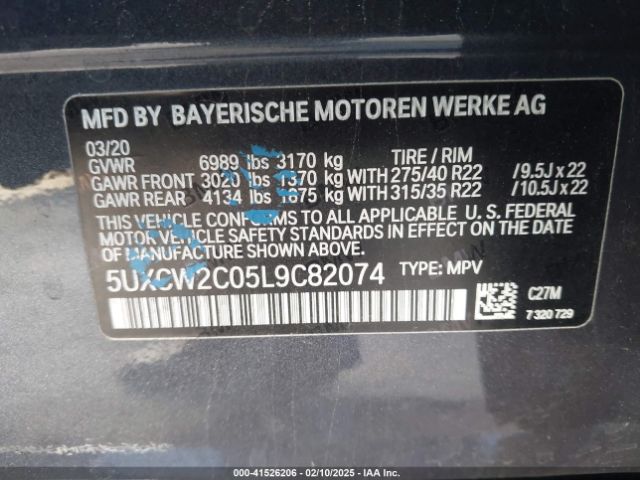 MFD BY BAYERISCHE MOTOREN WERKE AG
03/20 TIRE / RIM
GVWR 6989 lbs 3170 kg
GAWR FRONT 3020 lbs 1370 kg WITH 275/40 R22 /9.5J x 22
GAWR REAR 4134 lbs 1875 kg WITH 315/35 R22 /10.5J x 22
THIS VEHICLE CONFORMS TO ALL APPLICABLE U. S. FEDERAL
MOTOR VEHICLE SAFETY STANDARDS IN EFFECT ON THE
DATE OF MANUFACTURE SHOWN ABOVE.
5UXCW2C05L9C82074 TYPE: MPV
C27M
7 320 729
000-41526206 - 02/10/2025 - IAAI.COM